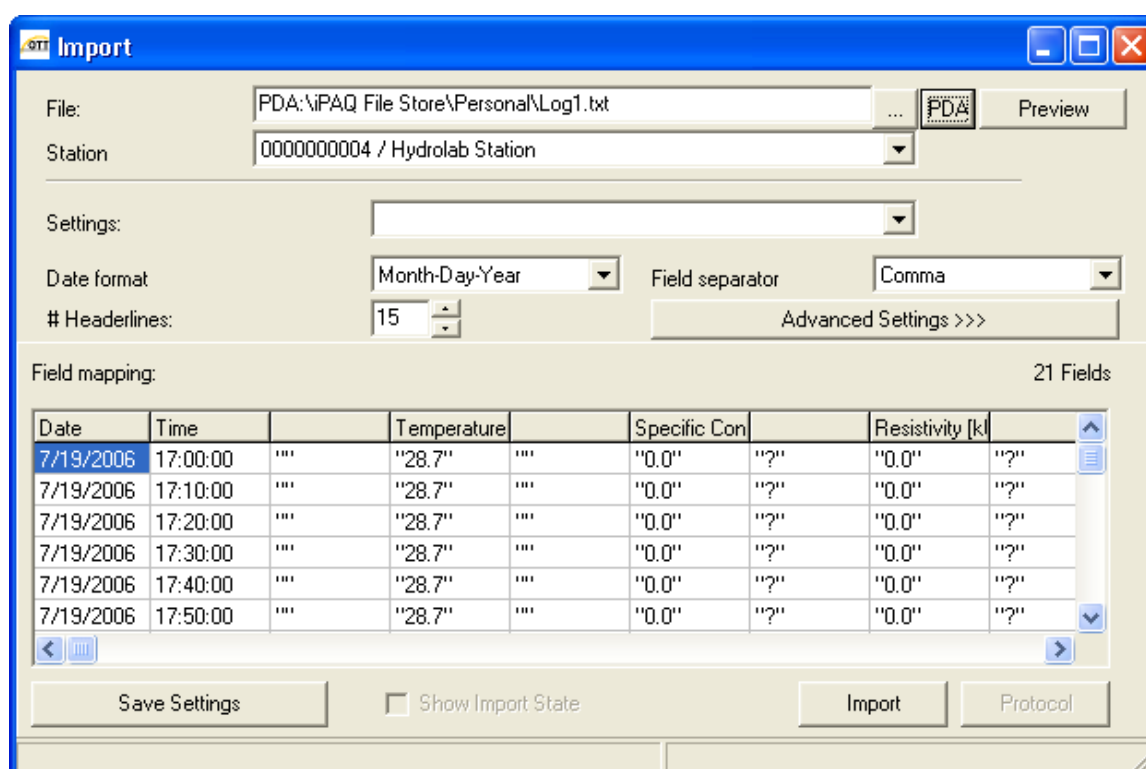 OTT Import
File: PDA:\iPAQ File Store\Personal\Log1.txt ... PDA Preview
Station 0000000004 / Hydrolab Station
Settings:
Date format Month-Day-Year Field separator Comma
# Headerlines: 15 Advanced Settings >>>
Field mapping: 21 Fields
Date Time Temperature Specific Con Resistivity [k
7/19/2006 17:00:00 "" "28.7" "" "0.0" "?" "0.0" "?"
7/19/2006 17:10:00 "" "28.7" "" "0.0" "?" "0.0" "?"
7/19/2006 17:20:00 "" "28.7" "" "0.0" "?" "0.0" "?"
7/19/2006 17:30:00 "" "28.7" "" "0.0" "?" "0.0" "?"
7/19/2006 17:40:00 "" "28.7" "" "0.0" "?" "0.0" "?"
7/19/2006 17:50:00 "" "28.7" "" "0.0" "?" "0.0" "?"
Save Settings Show Import State Import Protocol